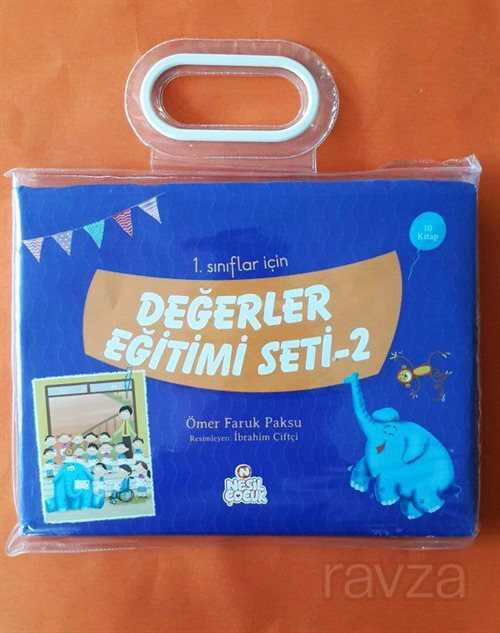 10
Kitap
1. sınıflar için
DEĞERLER
EĞİTİMİ SETİ-2
Ömer Faruk Paksu
Resimleyen: İbrahim Çiftçi
N
NESİL
ÇOCUK
ravza